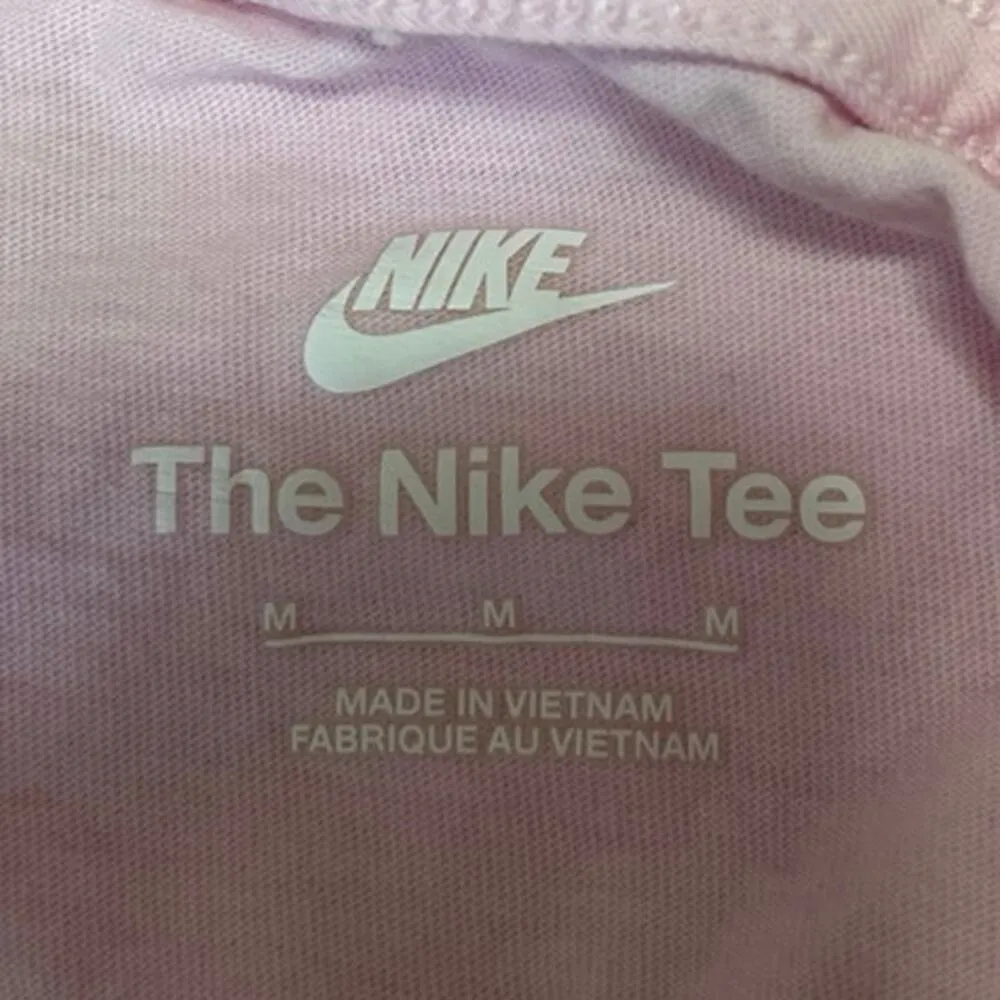 NIKE
The Nike Tee
M M M
MADE IN VIETNAM
FABRIQUE AU VIETNAM